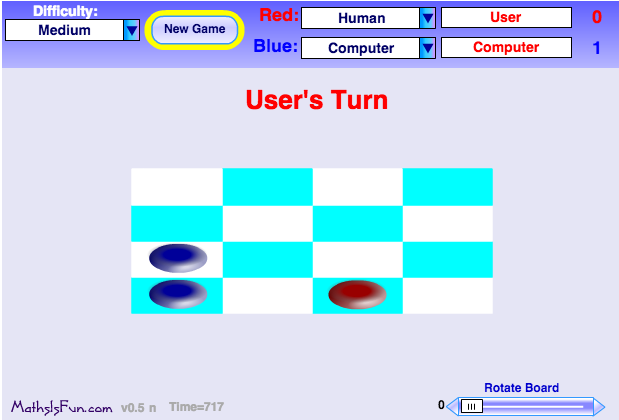 Difficulty:
Medium
New Game
Red: Human User 0
Blue: Computer Computer 1
User's Turn
Rotate Board
0
MathsIsFun.com v0.5 n Time=717